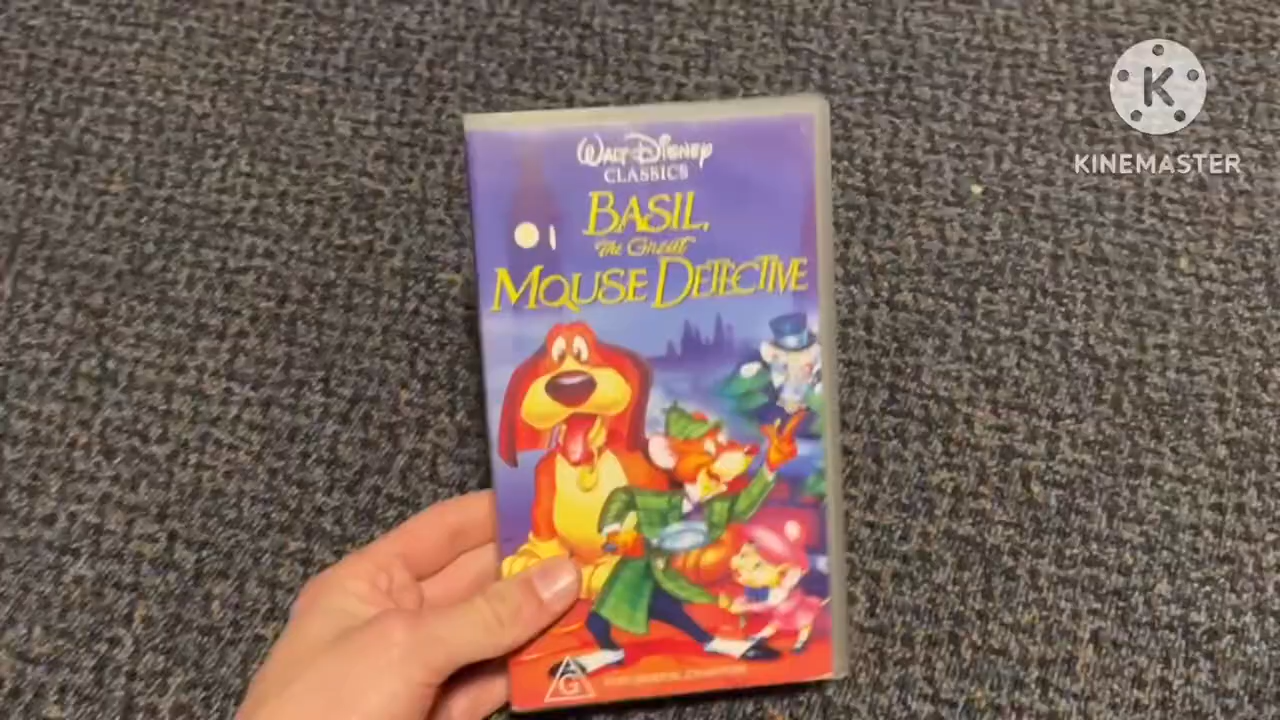 WALT DISNEY
CLASSICS
BASIL,
The Great
MOUSE DETECTIVE
G
KINEMASTER